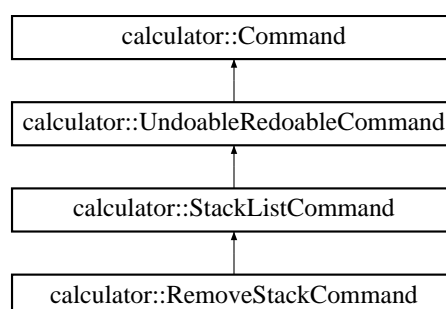 calculator::Command
calculator::UndoableRedoableCommand
calculator::StackListCommand
calculator::RemoveStackCommand